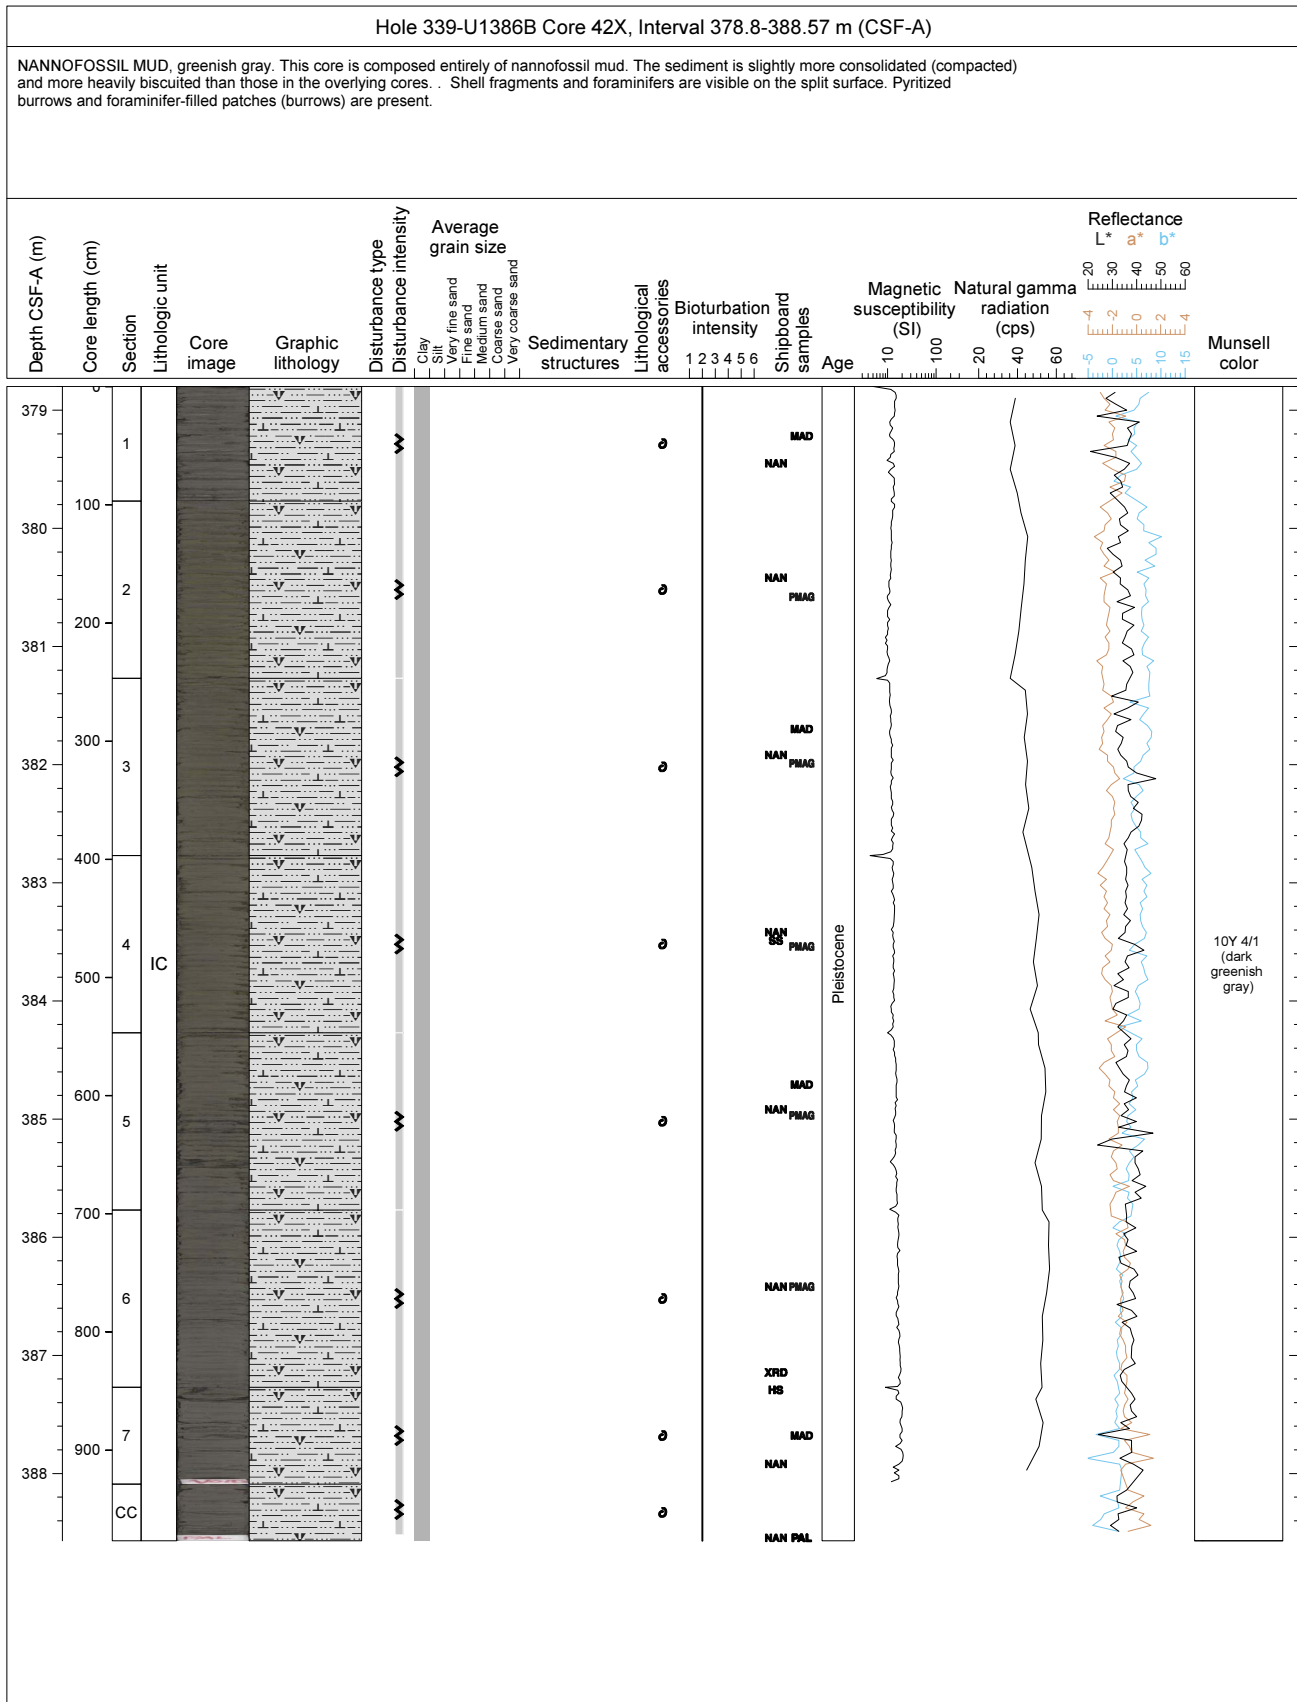 Hole 339-U1386B Core 42X, Interval 378.8-388.57 m (CSF-A)
NANNOFOSSIL MUD, greenish gray. This core is composed entirely of nannofossil mud. The sediment is slightly more consolidated (compacted)
and more heavily biscuited than those in the overlying cores. . Shell fragments and foraminifers are visible on the split surface. Pyritized
burrows and foraminifer-filled patches (burrows) are present.
Depth CSF-A (m)
Core length (cm)
Section
Lithologic unit
Core
image
Graphic
lithology
Disturbance type
Disturbance intensity
Average
grain size
Clay
Silt
Very fine sand
Fine sand
Medium sand
Coarse sand
Very coarse sand
Sedimentary
structures
Lithological
accessories
Bioturbation
intensity
1 2 3 4 5 6
Shipboard
samples
Age
Magnetic
susceptibility
(SI)
10 100
Natural gamma
radiation
(cps)
20 40 60
Reflectance
L* a* b*
20 30 40 50 60
-4 -2 0 2 4
-5 0 5 10 15
Munsell
color
0
379
1
MAD
NAN
100
380
2
NAN
PMAG
200
381
300
MAD
NAN
382
3
PMAG
400
383
NAN
4
SS
PMAG
IC
500
384
Pleistocene
10Y 4/1
(dark
greenish
gray)
MAD
600
NAN
385
5
PMAG
700
386
NAN PMAG
6
800
387
XRD
HS
7
MAD
900
NAN
388
CC
NAN PAL